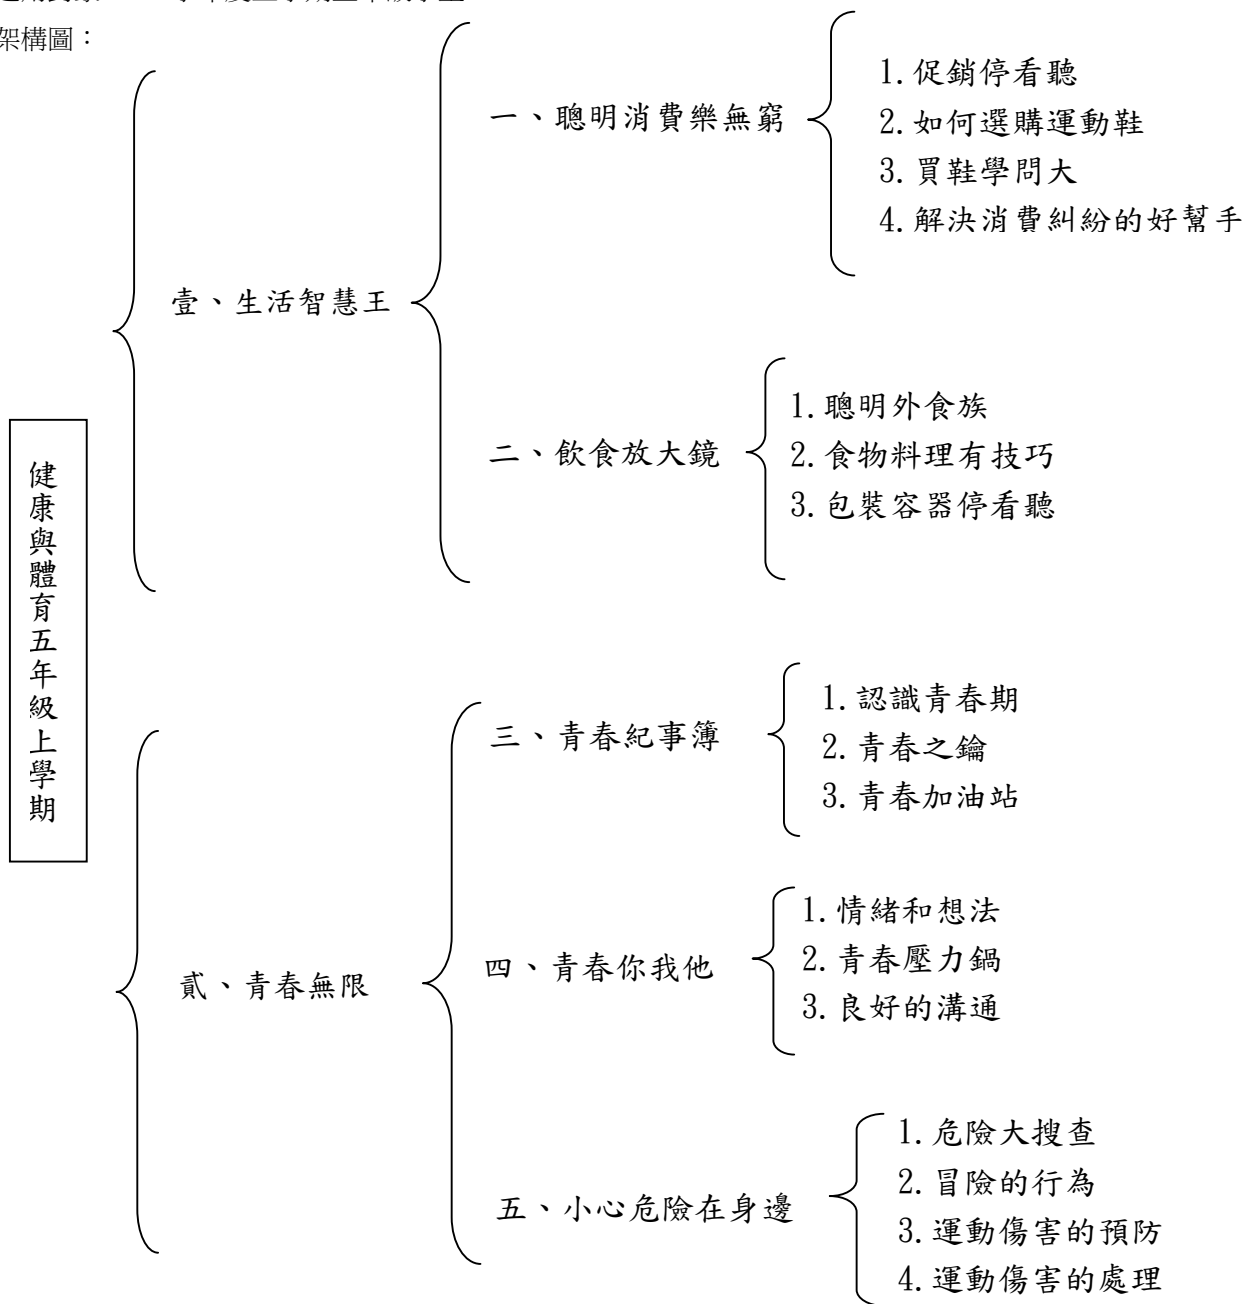 架構圖：
健康與體育五年級上學期
壹、生活智慧王
一、聰明消費樂無窮
1.促銷停看聽
2.如何選購運動鞋
3.買鞋學問大
4.解決消費糾紛的好幫手
二、飲食放大鏡
1.聰明外食族
2.食物料理有技巧
3.包裝容器停看聽
貳、青春無限
三、青春紀事簿
1.認識青春期
2.青春之鑰
3.青春加油站
四、青春你我他
1.情緒和想法
2.青春壓力鍋
3.良好的溝通
五、小心危險在身邊
1.危險大搜查
2.冒險的行為
3.運動傷害的預防
4.運動傷害的處理